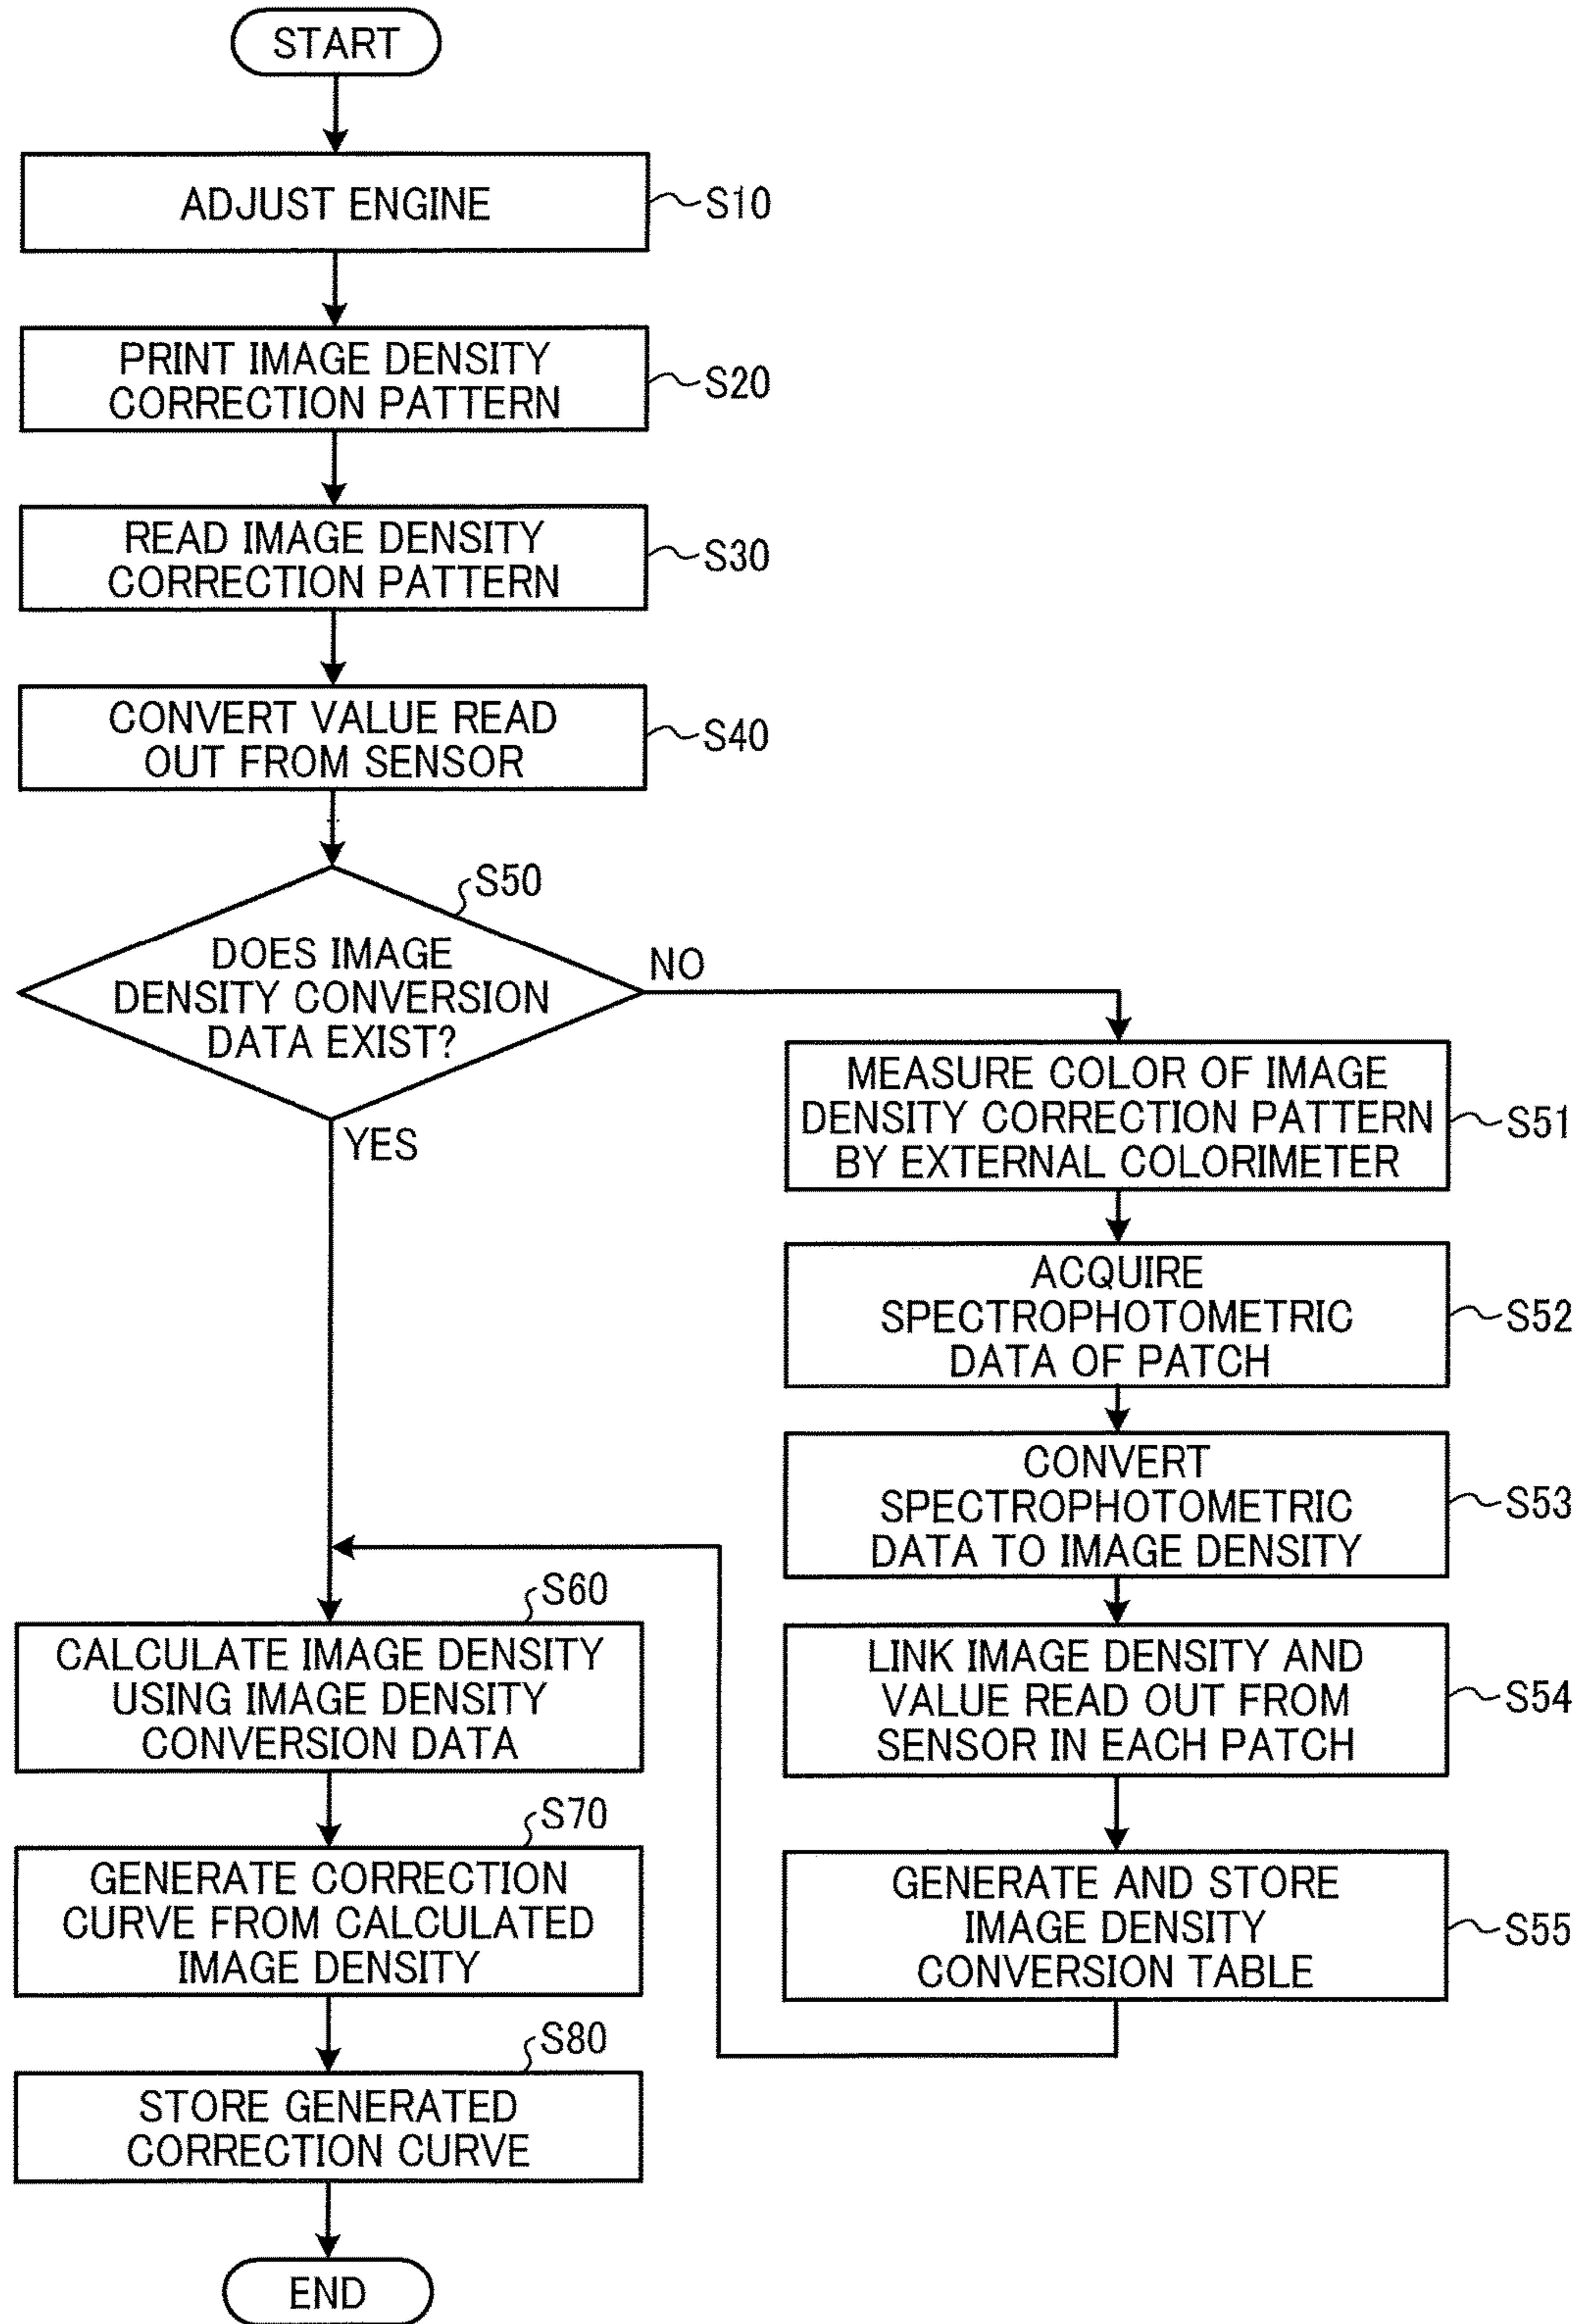 START
ADJUST ENGINE
S10
PRINT IMAGE DENSITY
CORRECTION PATTERN
S20
READ IMAGE DENSITY
CORRECTION PATTERN
S30
CONVERT VALUE READ
OUT FROM SENSOR
S40
S50
DOES IMAGE
DENSITY CONVERSION
DATA EXIST?
NO
YES
MEASURE COLOR OF IMAGE
DENSITY CORRECTION PATTERN
BY EXTERNAL COLORIMETER
S51
ACQUIRE
SPECTROPHOTOMETRIC
DATA OF PATCH
S52
CONVERT
SPECTROPHOTOMETRIC
DATA TO IMAGE DENSITY
S53
LINK IMAGE DENSITY AND
VALUE READ OUT FROM
SENSOR IN EACH PATCH
S54
GENERATE AND STORE
IMAGE DENSITY
CONVERSION TABLE
S55
S60
CALCULATE IMAGE DENSITY
USING IMAGE DENSITY
CONVERSION DATA
S70
GENERATE CORRECTION
CURVE FROM CALCULATED
IMAGE DENSITY
S80
STORE GENERATED
CORRECTION CURVE
END